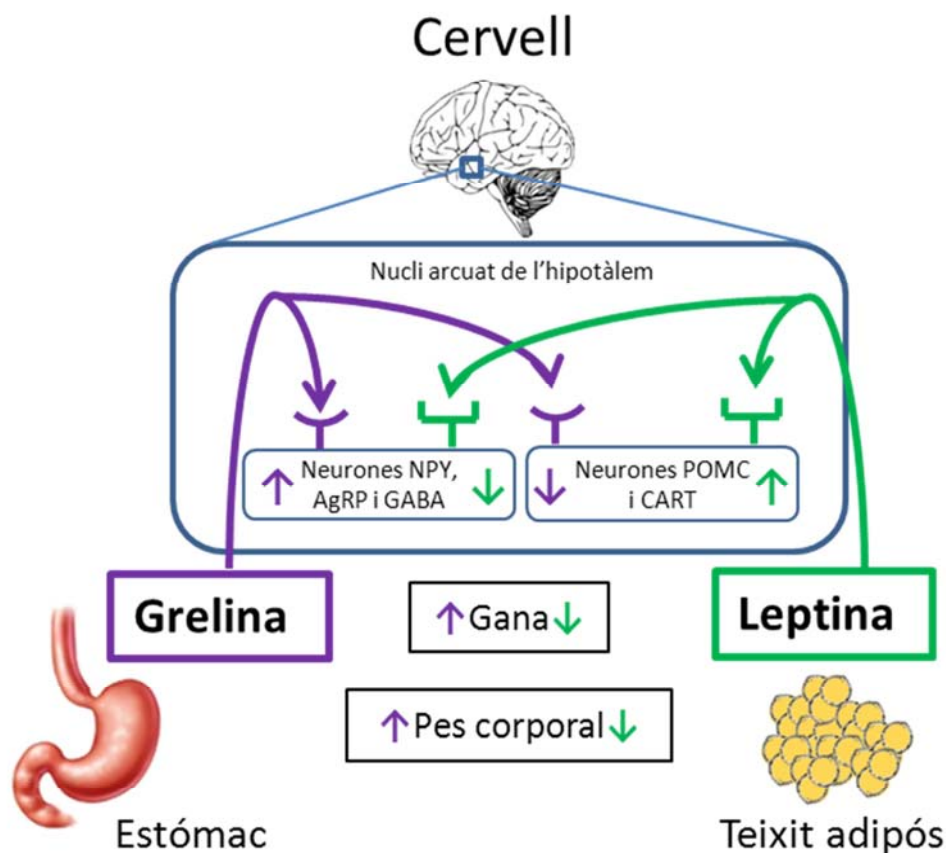 Cervell
Nucli arcuat de l’hipotàlem
Neurones NPY,
AgRP i GABA
Neurones POMC
i CART
Grelina
Gana
Leptina
Pes corporal
Estómac
Teixit adipós